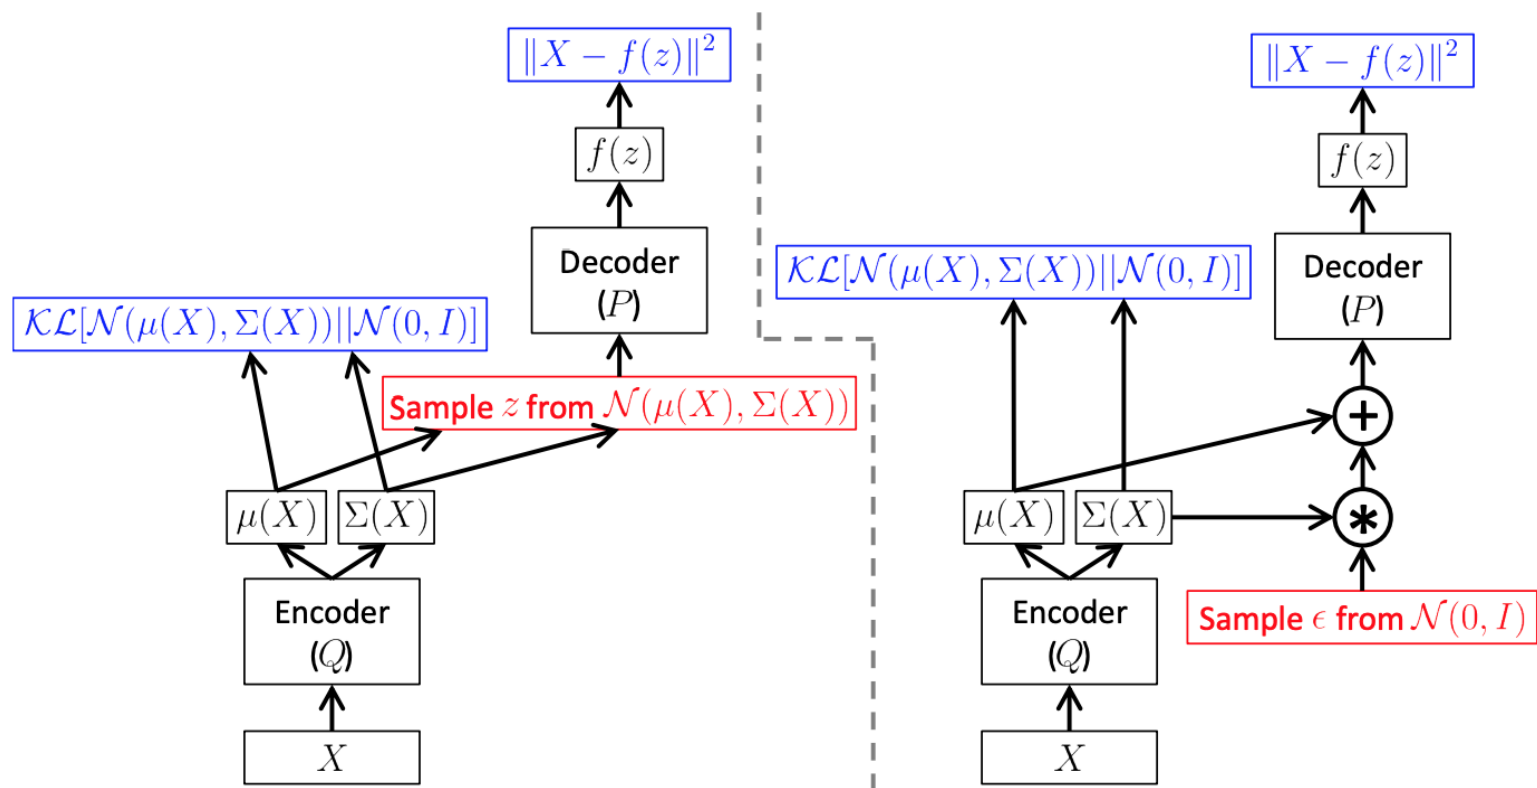 ‖X − f(z)‖²
f(z)
Decoder
(P)
𝒦ℒ[𝒩(μ(X), Σ(X))||𝒩(0, I)]
Sample z from 𝒩(μ(X), Σ(X))
μ(X)
Σ(X)
Encoder
(Q)
X
‖X − f(z)‖²
f(z)
Decoder
(P)
𝒦ℒ[𝒩(μ(X), Σ(X))||𝒩(0, I)]
+
μ(X)
Σ(X)
*
Encoder
(Q)
Sample ϵ from 𝒩(0, I)
X